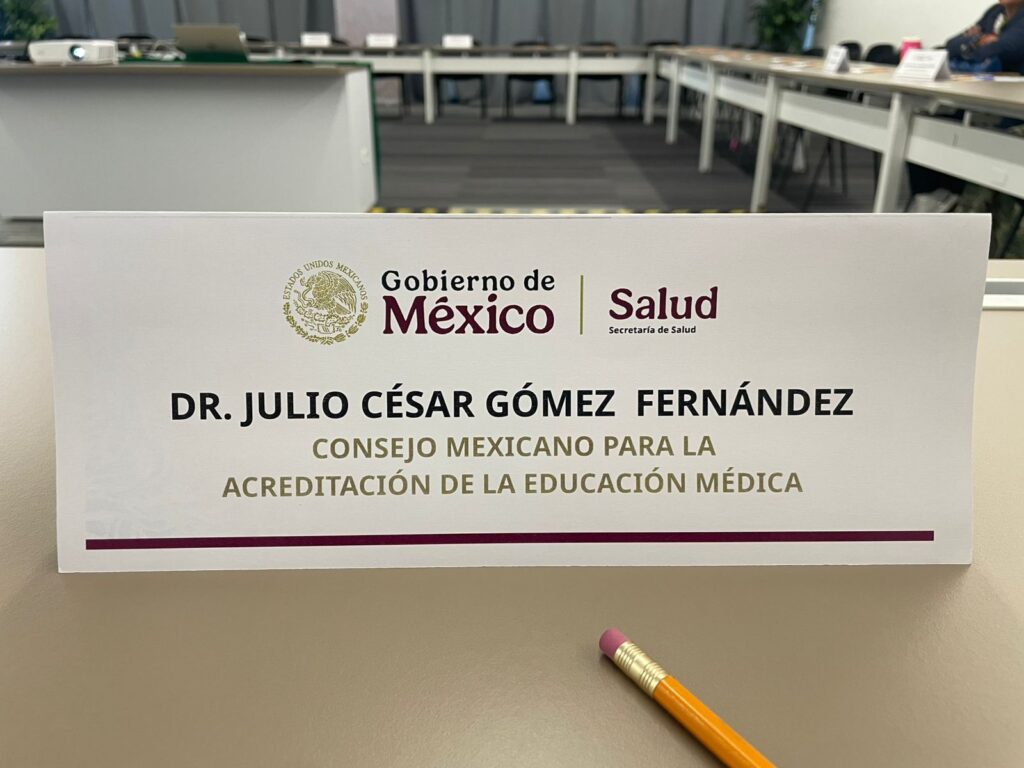 ESTADOS UNIDOS MEXICANOS
Gobierno de
México
Salud
Secretaría de Salud
DR. JULIO CÉSAR GÓMEZ  FERNÁNDEZ
CONSEJO MEXICANO PARA LA
ACREDITACIÓN DE LA EDUCACIÓN MÉDICA